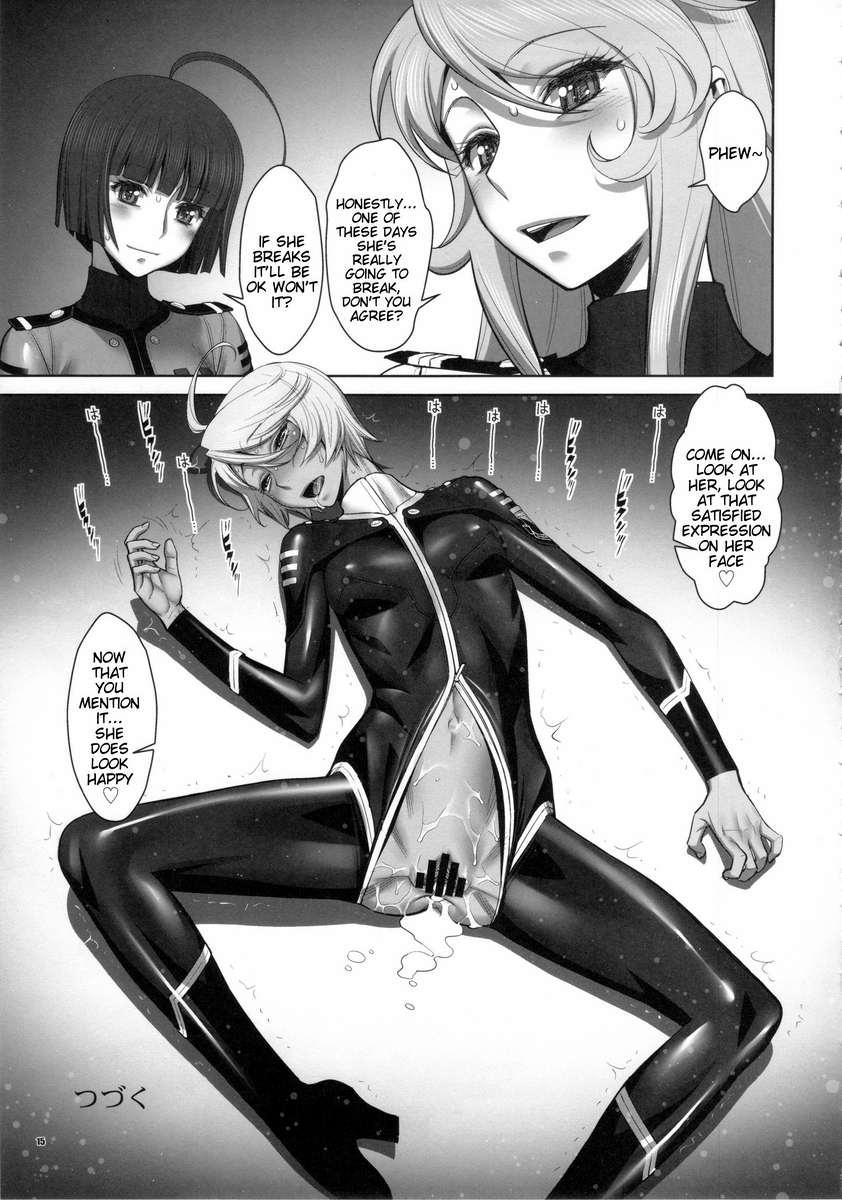 PHEW~
HONESTLY...
ONE OF
THESE DAYS
SHE'S
REALLY
GOING TO
BREAK,
DON'T YOU
AGREE?
IF SHE
BREAKS
IT'LL BE
OK WON'T
IT?
COME ON...
LOOK AT
HER, LOOK
AT THAT
SATISFIED
EXPRESSION
ON HER
FACE
♡
は…
は…
は…
は…
は…
は…
NOW
THAT
YOU
MENTION
IT...
SHE
DOES
LOOK
HAPPY
♡
つづく
15